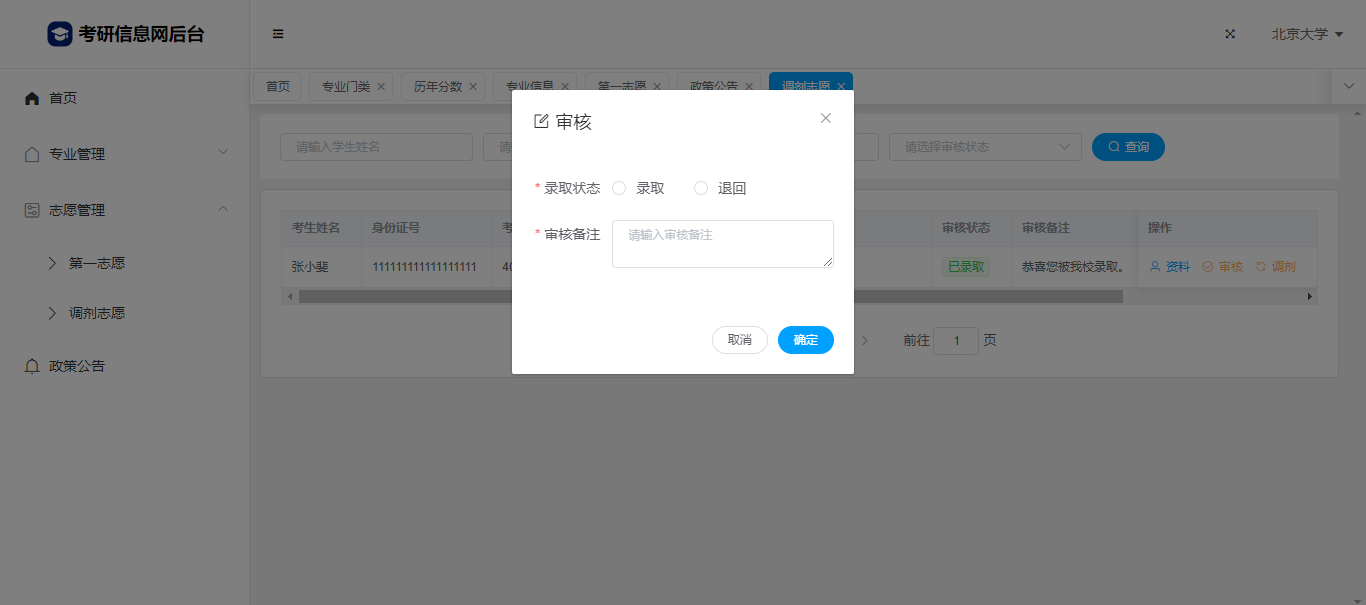 考研信息网后台
北京大学
首页
专业管理
志愿管理
第一志愿
调剂志愿
政策公告
首页 专业门类 历年分数 专业信息 第一志愿 政策公告 调剂志愿
请输入学生姓名 请 请选择审核状态 查询
考生姓名 身份证号 考 审核状态 审核备注 操作
张小斐 111111111111111111 40 已录取 恭喜您被我校录取。 资料 审核 调剂
前往 1 页
审核
* 录取状态 录取 退回
* 审核备注 请输入审核备注
取消 确定